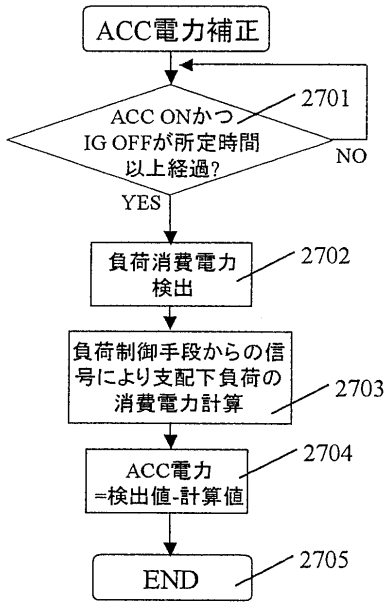 ACC電力補正
ACC ONかつ
IG OFFが所定時間
以上経過?
2701
NO
YES
負荷消費電力
検出
2702
負荷制御手段からの信
号により支配下負荷の
消費電力計算
2703
ACC電力
=検出値-計算値
2704
END
2705